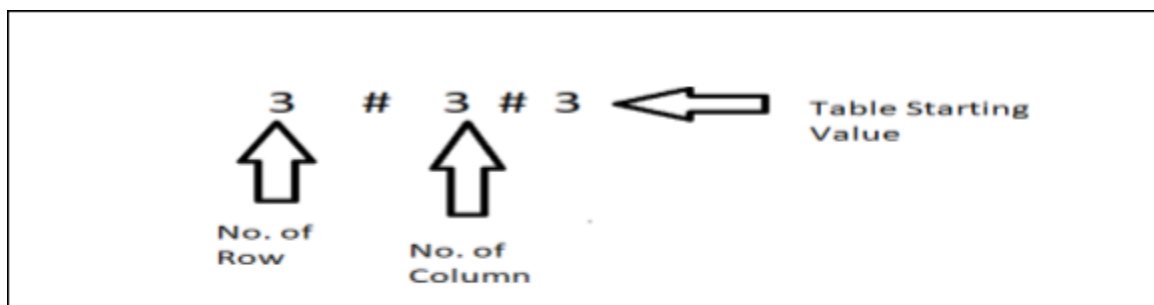 3 # 3 # 3
Table Starting
Value
No. of
Row
No. of
Column